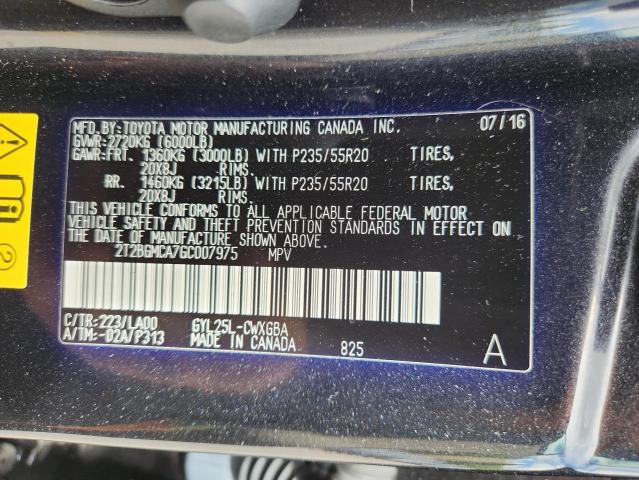 MFD.BY:TOYOTA MOTOR MANUFACTURING CANADA INC. 07/16
GVWR:2720KG (6000LB)
GAWR:FRT. 1360KG (3000LB) WITH P235/55R20 TIRES,
20X8J RIMS.
RR. 1460KG (3215LB) WITH P235/55R20 TIRES,
20X8J RIMS.
THIS VEHICLE CONFORMS TO ALL APPLICABLE FEDERAL MOTOR
VEHICLE SAFETY AND THEFT PREVENTION STANDARDS IN EFFECT ON
THE DATE OF MANUFACTURE SHOWN ABOVE.
2T2BGMCA7GC007975 MPV
C/TR:223/LA00 GYL25L-CWXGBA
A/TM:-02A/P313 MADE IN CANADA 825 A
2